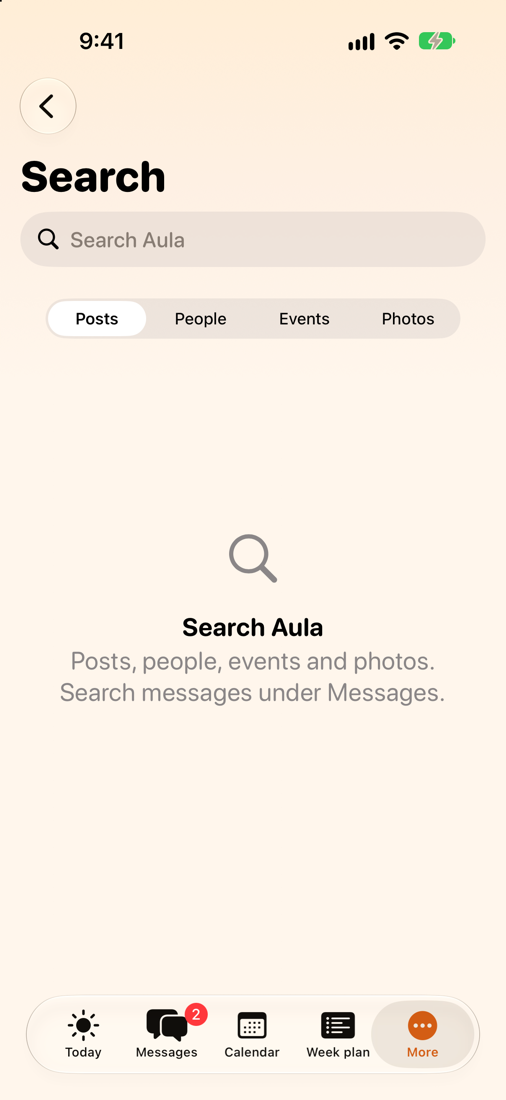 9:41
Search
Search Aula
Posts
People
Events
Photos
Search Aula
Posts, people, events and photos.
Search messages under Messages.
2
Today
Messages
Calendar
Week plan
More